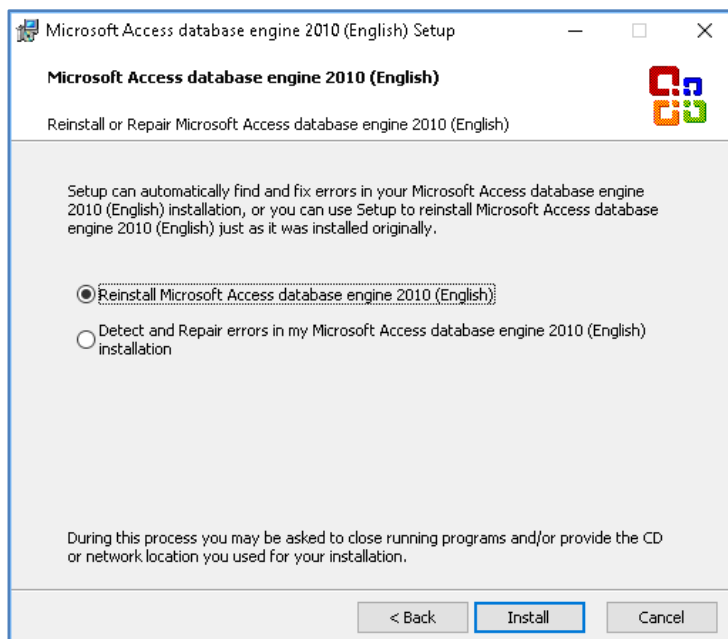 Microsoft Access database engine 2010 (English) Setup
Microsoft Access database engine 2010 (English)
Reinstall or Repair Microsoft Access database engine 2010 (English)
Setup can automatically find and fix errors in your Microsoft Access database engine
2010 (English) installation, or you can use Setup to reinstall Microsoft Access database
engine 2010 (English) just as it was installed originally.
Reinstall Microsoft Access database engine 2010 (English)
Detect and Repair errors in my Microsoft Access database engine 2010 (English)
installation
During this process you may be asked to close running programs and/or provide the CD
or network location you used for your installation.
< Back
Install
Cancel